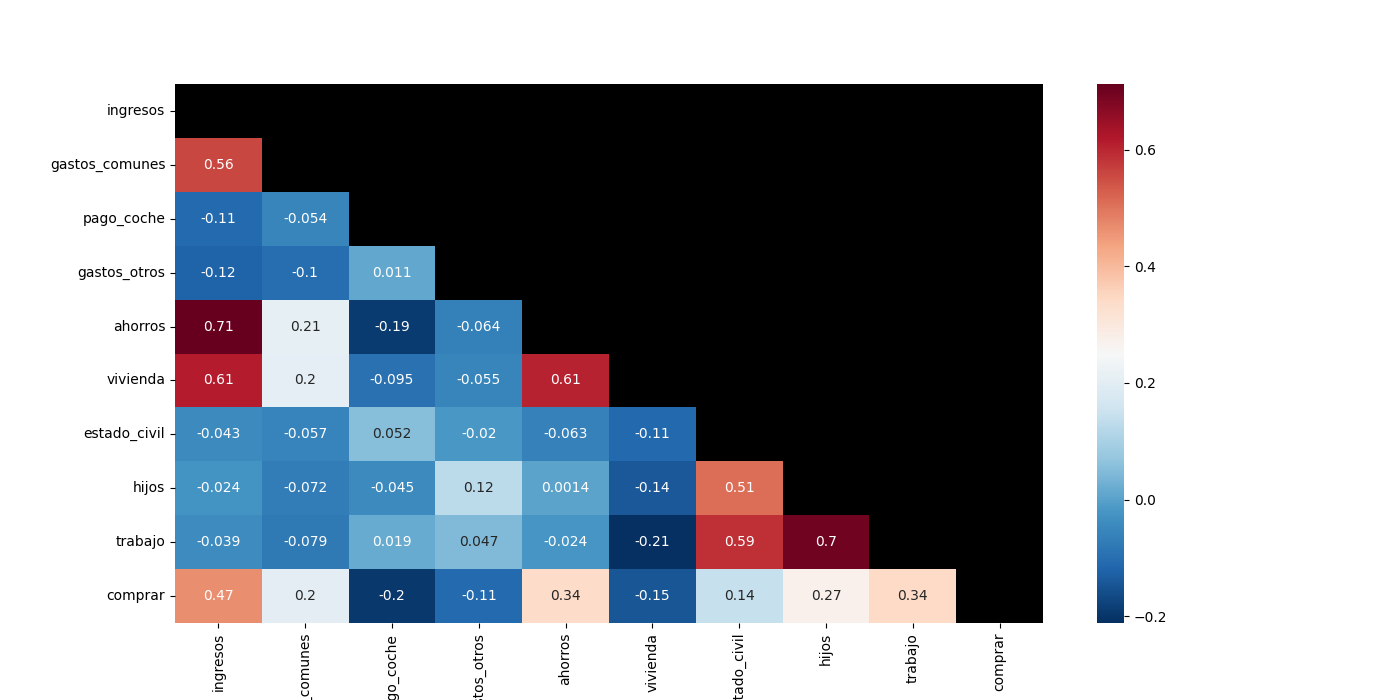 ingresos
gastos_comunes 0.56
pago_coche -0.11 -0.054
gastos_otros -0.12 -0.1 0.011
ahorros 0.71 0.21 -0.19 -0.064
vivienda 0.61 0.2 -0.095 -0.055 0.61
estado_civil -0.043 -0.057 0.052 -0.02 -0.063 -0.11
hijos -0.024 -0.072 -0.045 0.12 0.0014 -0.14 0.51
trabajo -0.039 -0.079 0.019 0.047 -0.024 -0.21 0.59 0.7
comprar 0.47 0.2 -0.2 -0.11 0.34 -0.15 0.14 0.27 0.34
ingresos
_comunes
go_coche
tos_otros
ahorros
vivienda
tado_civil
hijos
trabajo
comprar
0.6
0.4
0.2
0.0
−0.2